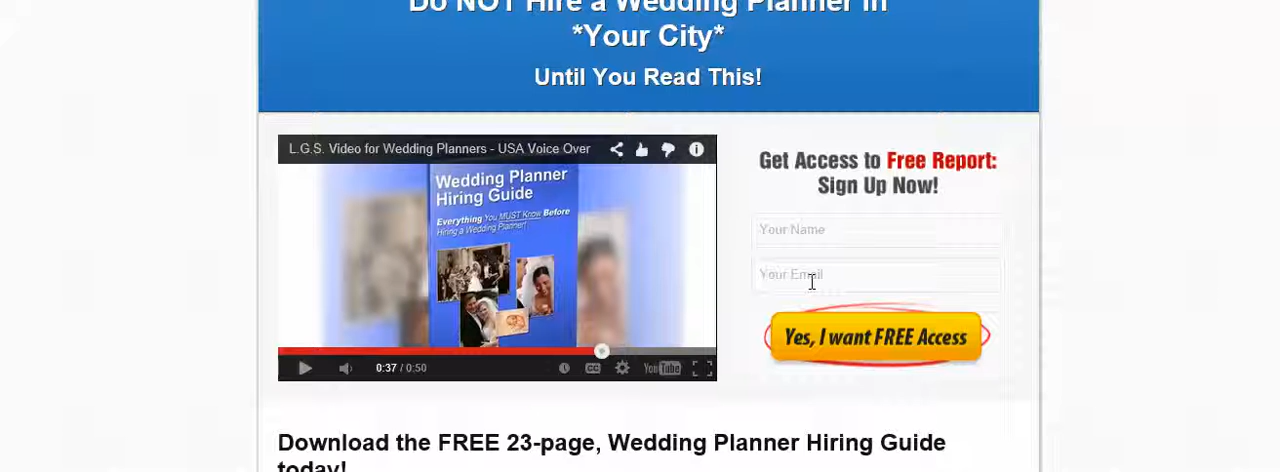 Do NOT Hire a Wedding Planner in
*Your City*
Until You Read This!
L.G.S. Video for Wedding Planners - USA Voice Over
Wedding Planner
Hiring Guide
Everything You MUST Know Before
Hiring a Wedding Planner!
0:37 / 0:50
CC
YouTube
Get Access to Free Report:
Sign Up Now!
Your Name
Your Email
Yes, I want FREE Access
Download the FREE 23-page, Wedding Planner Hiring Guide
today!